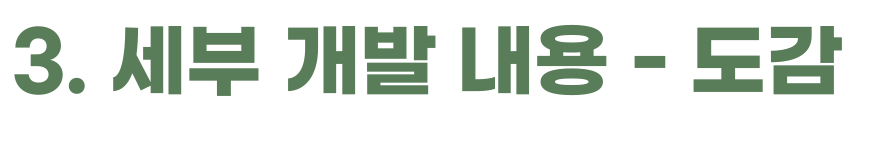 3. 세부 개발 내용 - 도감